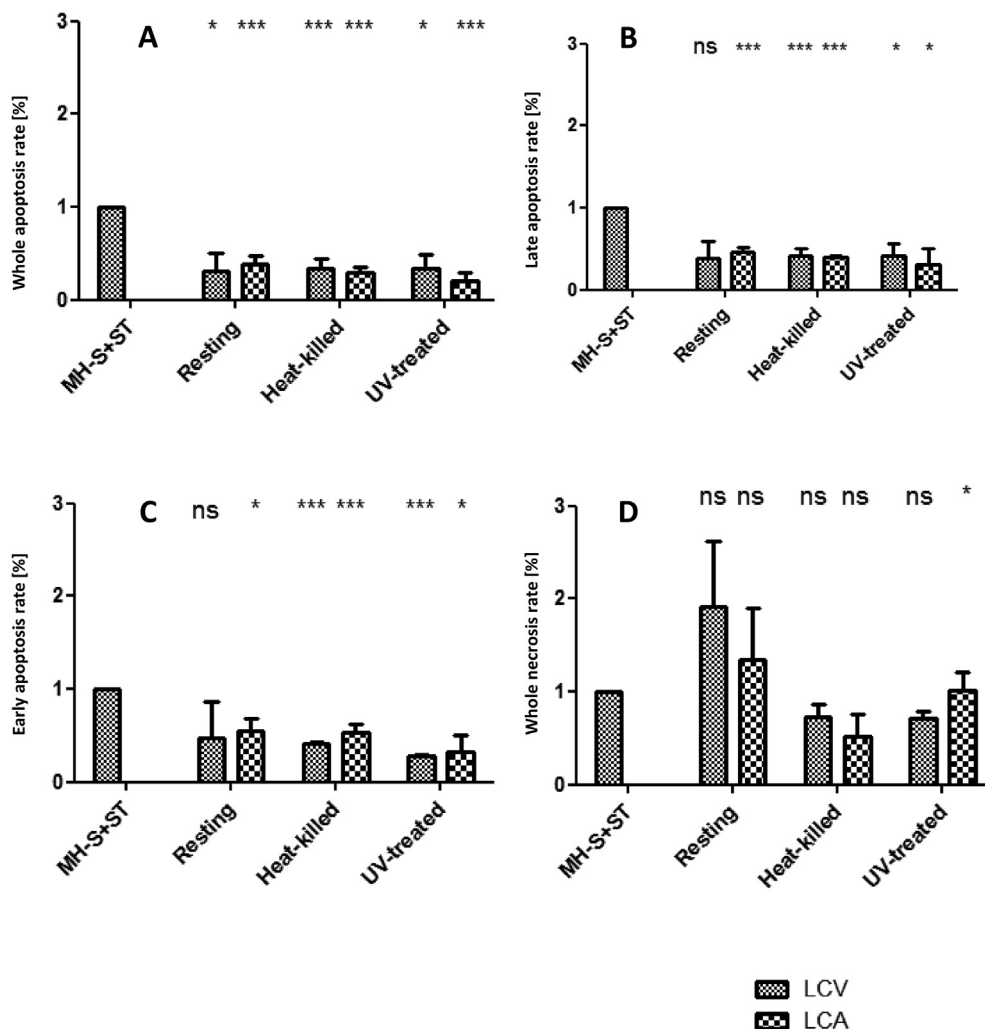 A
* *** *** *** * ***
Whole apoptosis rate [%]
3
2
1
0
MH-S+ST
Resting
Heat-killed
UV-treated
B
ns *** *** *** * *
Late apoptosis rate [%]
3
2
1
0
MH-S+ST
Resting
Heat-killed
UV-treated
C
ns * *** *** *** *
Early apoptosis rate [%]
3
2
1
0
MH-S+ST
Resting
Heat-killed
UV-treated
D
ns ns ns ns ns *
Whole necrosis rate [%]
3
2
1
0
MH-S+ST
Resting
Heat-killed
UV-treated
LCV
LCA